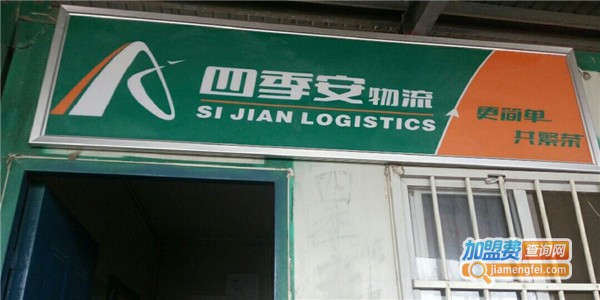 四季安物流
SI JIAN LOGISTICS
更简单
共繁荣
加盟费查询网
jiamengfei.com